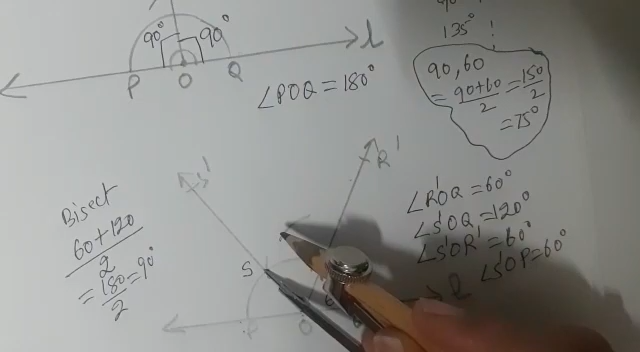 90°
90°
l
P
O
Q
∠POQ = 180°
135° !
90, 60
= 90+60/2 = 150/2
= 75°
S'
R'
Bisect
60+120/2
= 180/2 = 90°
∠R'OQ = 60°
∠S'OQ = 120°
∠S'OR' = 60°
∠S'OP = 60°
S
l
P
O